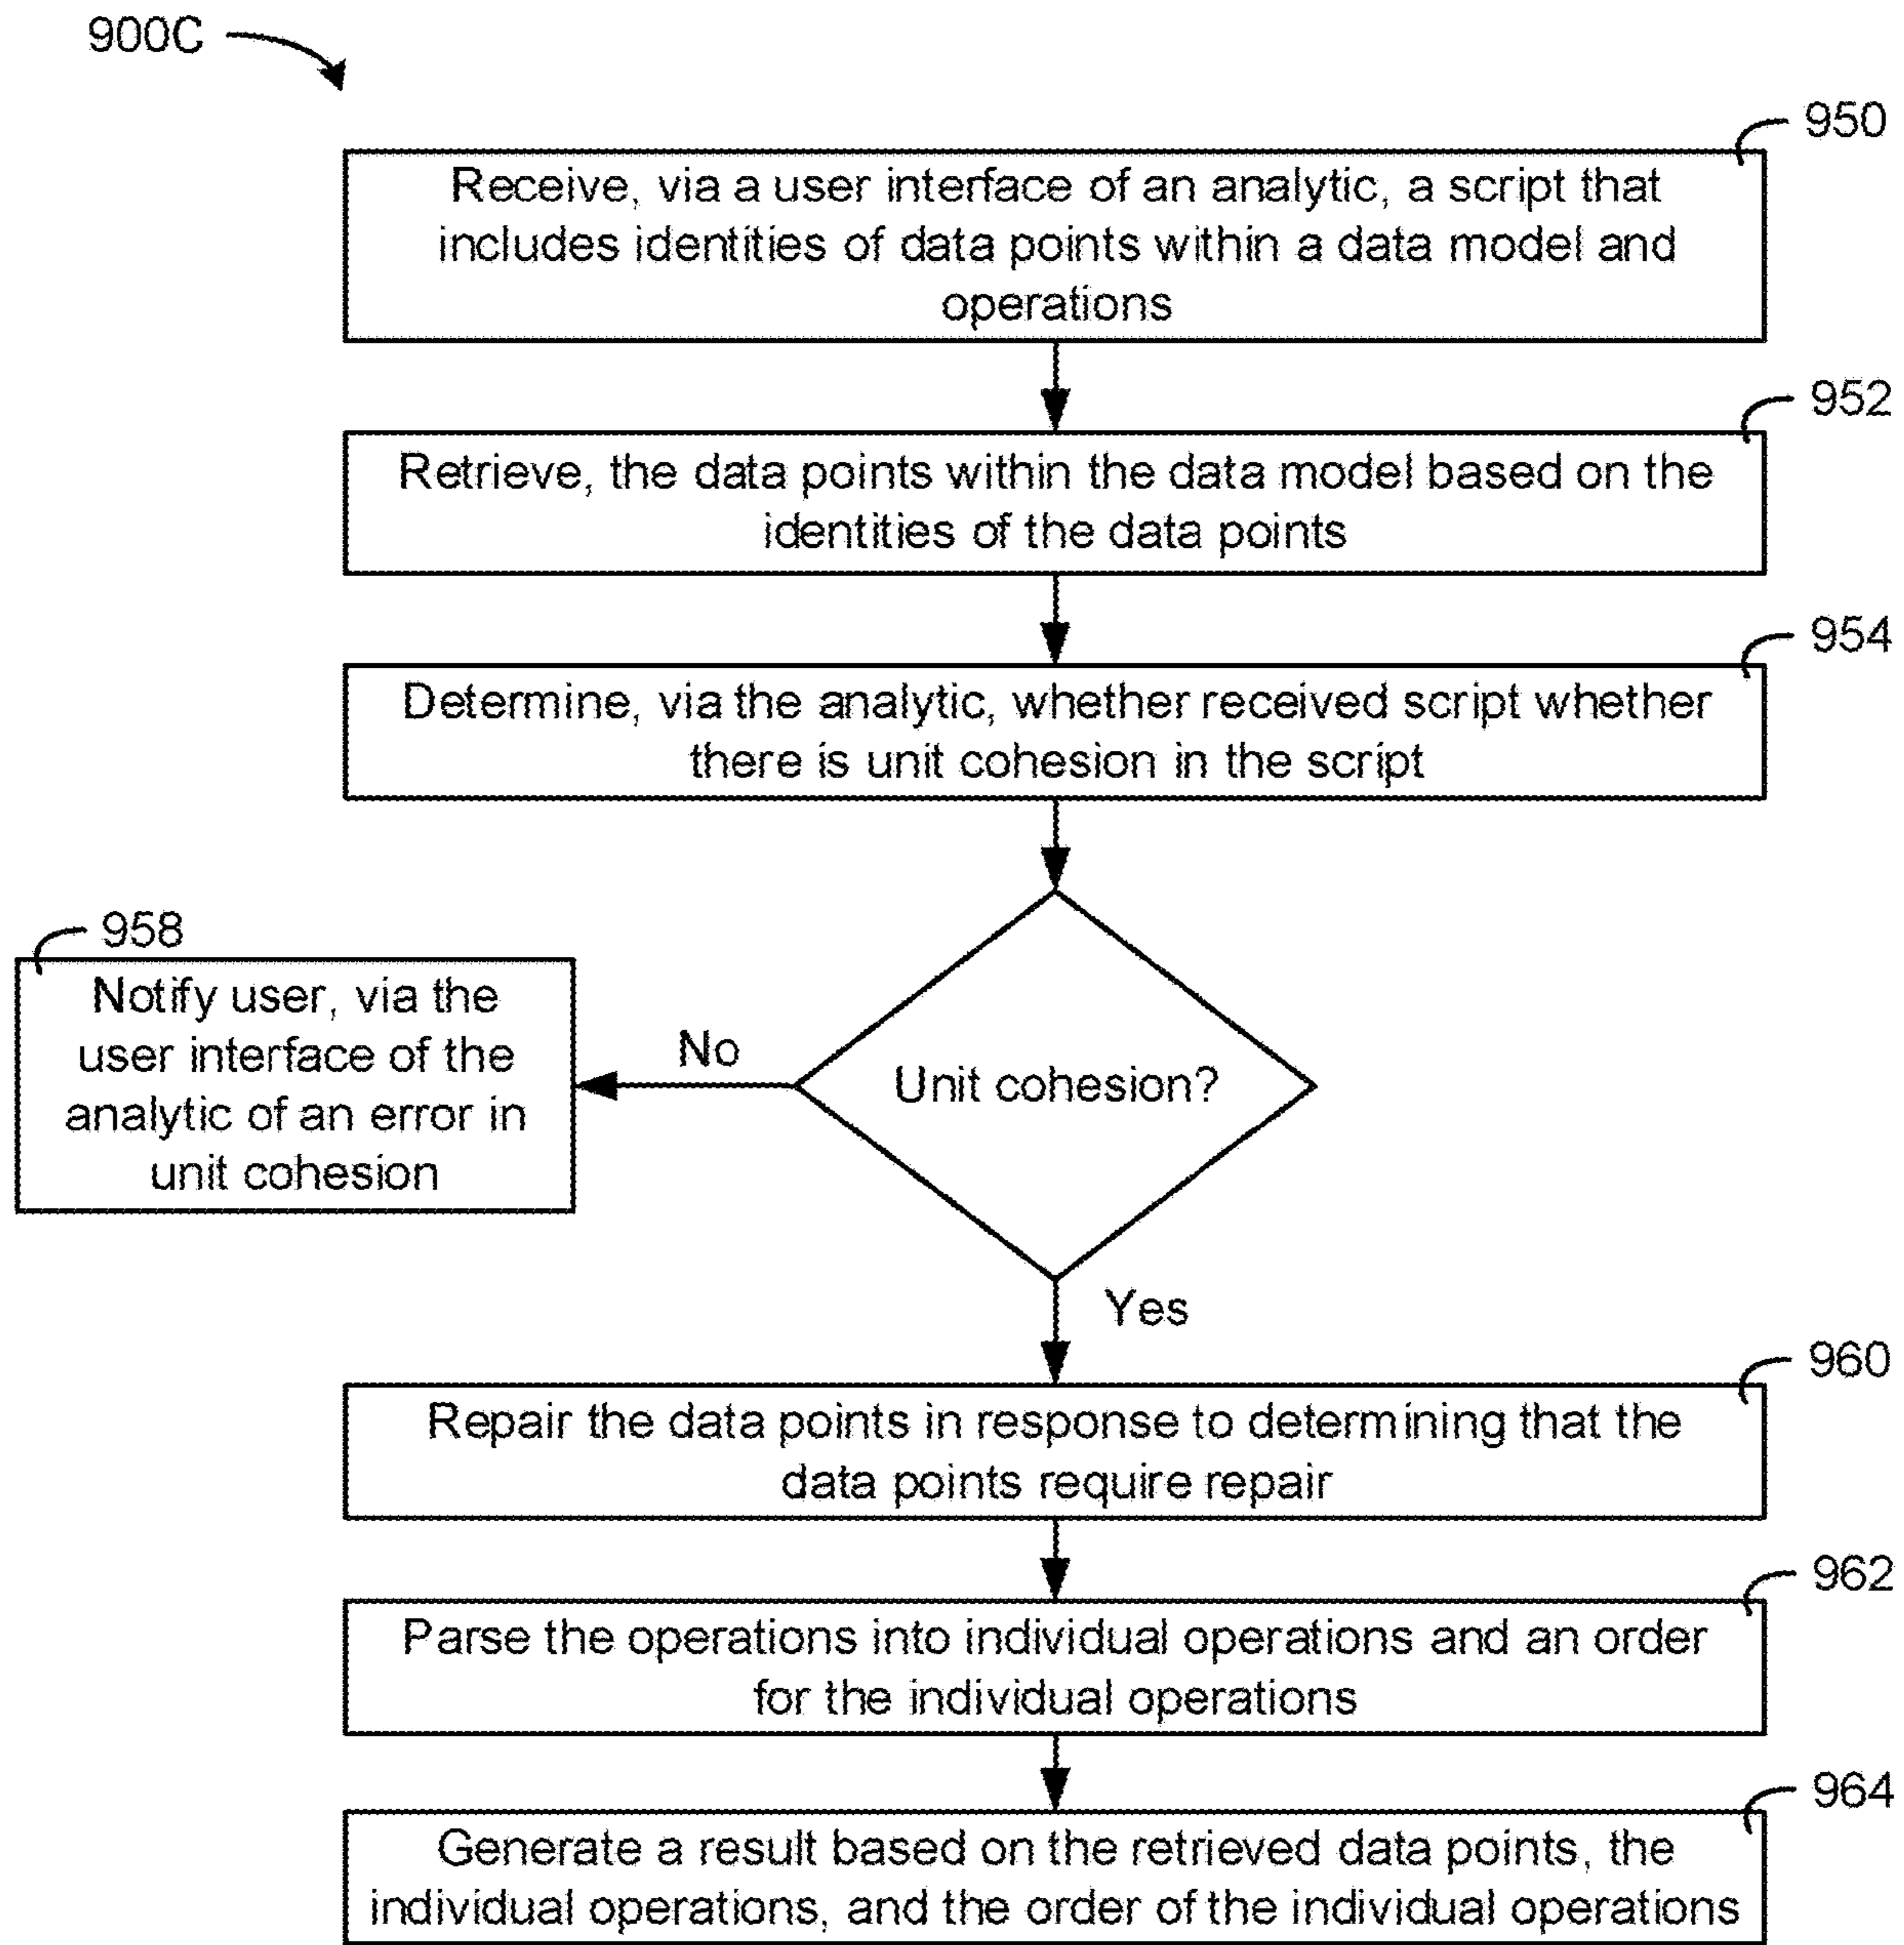 900C
950
Receive, via a user interface of an analytic, a script that
includes identities of data points within a data model and
operations
952
Retrieve, the data points within the data model based on the
identities of the data points
954
Determine, via the analytic, whether received script whether
there is unit cohesion in the script
958
Notify user, via the
user interface of the
analytic of an error in
unit cohesion
No
Unit cohesion?
Yes
960
Repair the data points in response to determining that the
data points require repair
962
Parse the operations into individual operations and an order
for the individual operations
964
Generate a result based on the retrieved data points, the
individual operations, and the order of the individual operations